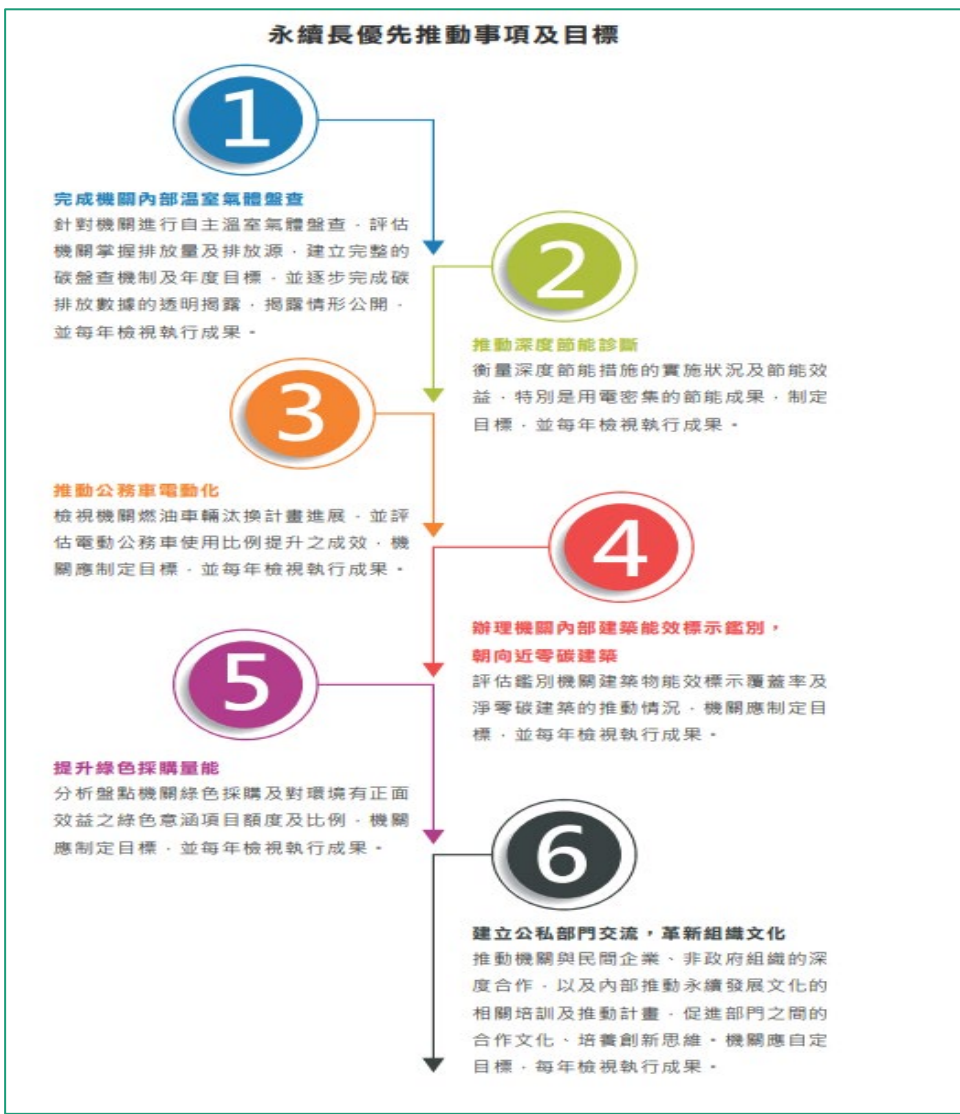 永續長優先推動事項及目標
1
完成機關內部溫室氣體盤查
針對機關進行自主溫室氣體盤查，評估
機關掌握排放量及排放源，建立完整的
碳盤查機制及年度目標，並逐步完成碳
排放數據的透明揭露，揭露情形公開，
並每年檢視執行成果。
2
推動深度節能診斷
衡量深度節能措施的實施狀況及節能效
益，特別是用電密集的節能成果，制定
目標，並每年檢視執行成果。
3
推動公務車電動化
檢視機關燃油車輛汰換計畫進展，並評
估電動公務車使用比例提升之成效，機
關應制定目標，並每年檢視執行成果。
4
辦理機關內部建築能效標示鑑別，
朝向近零碳建築
評估鑑別機關建築物能效標示覆蓋率及
淨零碳建築的推動情況，機關應制定目
標，並每年檢視執行成果。
5
提升綠色採購量能
分析盤點機關綠色採購及對環境有正面
效益之綠色意涵項目額度及比例，機關
應制定目標，並每年檢視執行成果。
6
建立公私部門交流，革新組織文化
推動機關與民間企業、非政府組織的深
度合作，以及內部推動永續發展文化的
相關培訓及推動計畫，促進部門之間的
合作文化、培養創新思維。機關應自定
目標，每年檢視執行成果。